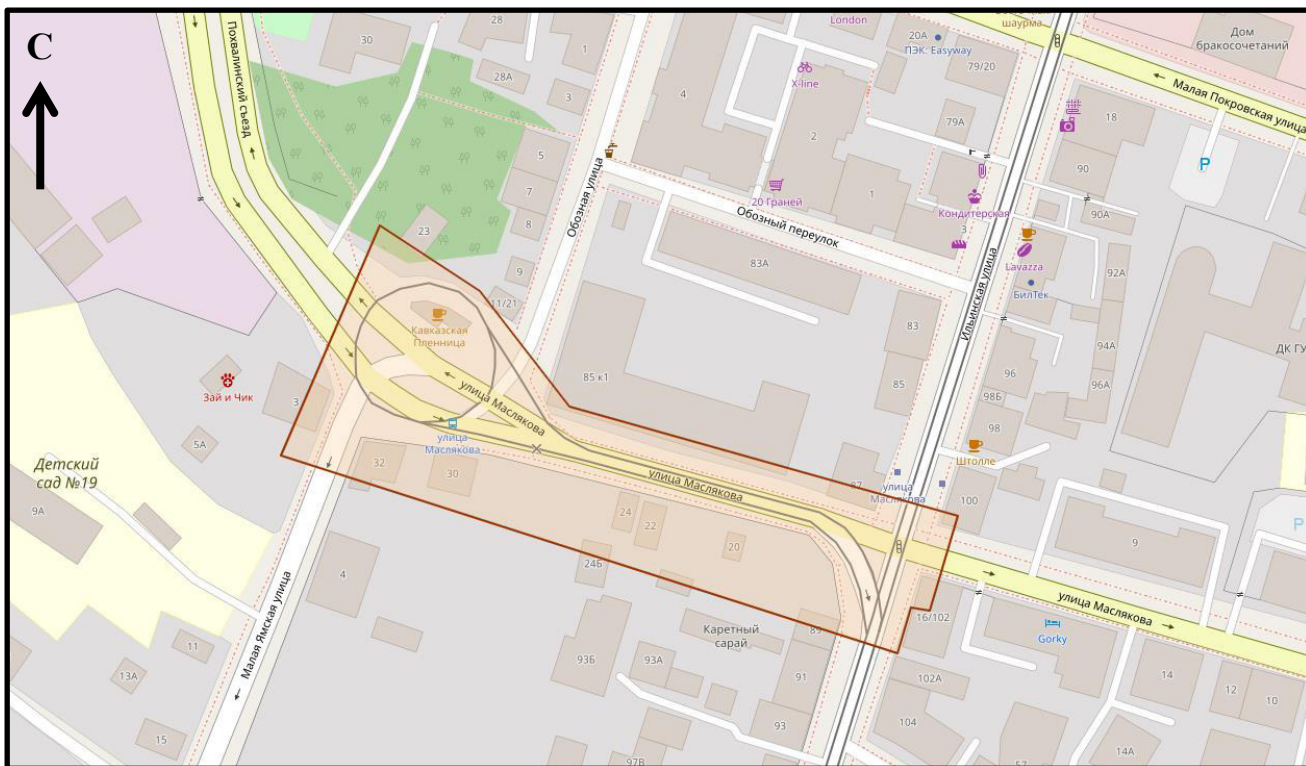 С
Похвалинский съезд
30
28
28А
1
3
5
7
8
9
11/21
23
Обозная улица
London
20А
ПЭК: Easyway
79/20
шаурма
Дом
бракосочетаний
X-line
4
2
79А
18
Малая Покровская улица
P
90
90А
20 Граней
1
Обозный переулок
Кондитерская
3
Lavazza
БилТек
92А
83А
83
85
Ильинская улица
94А
96
96А
98Б
98
ДК ГУ
Кавказская
Пленница
85 к1
Зай и Чик
3
5А
улица Маслякова
улица
Маслякова
Штолле
100
P
Детский
сад №19
9А
32
30
улица Маслякова
87
улица
Маслякова
24
22
20
24Б
9
улица Маслякова
4
Малая Ямская улица
Каретный
сарай
89
16/102
Gorky
11
13А
15
93Б
93А
91
93
102А
104
14
12
10
14А
97В
57